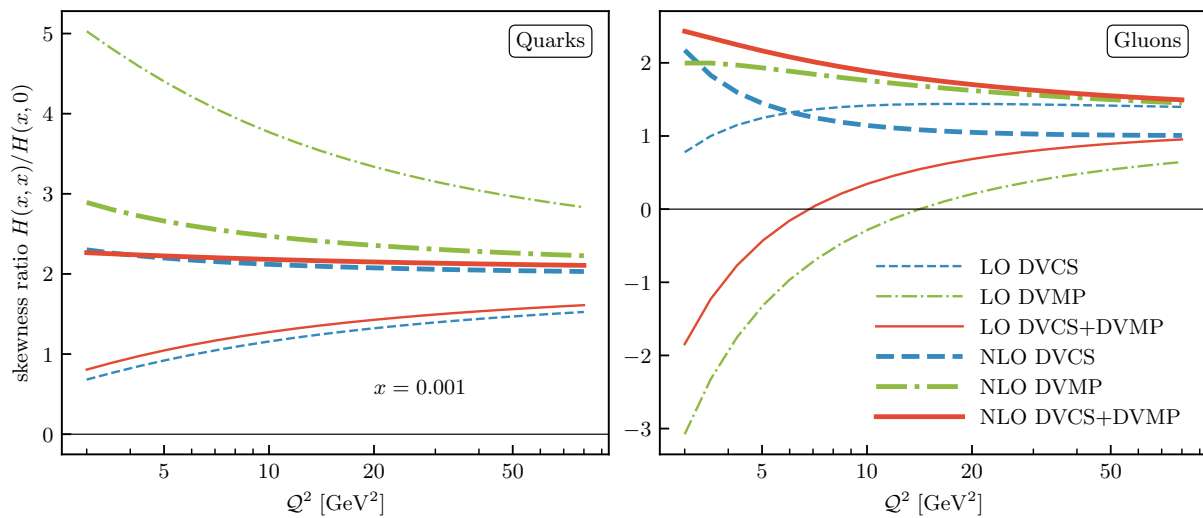 skewness ratio H(x, x)/H(x, 0)
5
4
3
2
1
0
Quarks
x = 0.001
5 10 20 50
Q² [GeV²]
2
1
0
−1
−2
−3
Gluons
LO DVCS
LO DVMP
LO DVCS+DVMP
NLO DVCS
NLO DVMP
NLO DVCS+DVMP
5 10 20 50
Q² [GeV²]